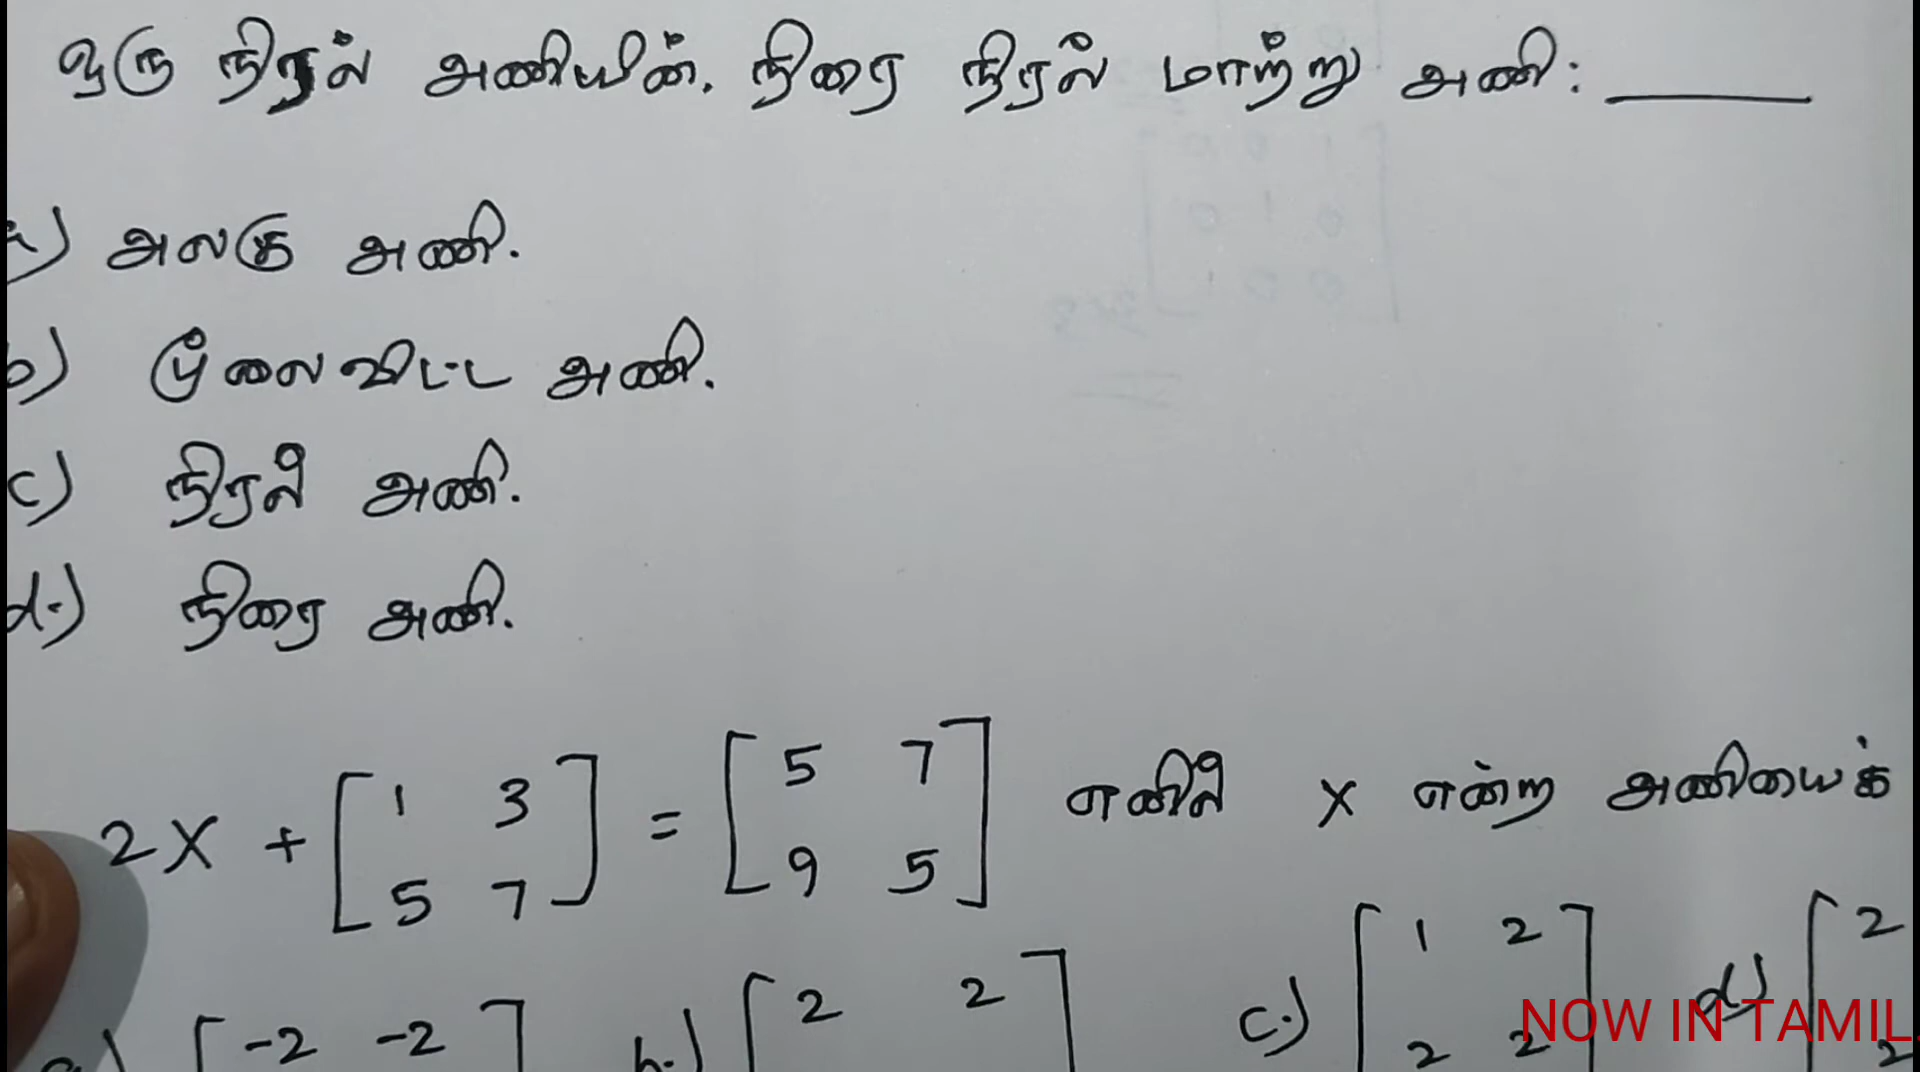 ஒரு நிரல் அணியின். நிரை நிரல் மாற்று அணி: ______
a) அலகு அணி.
b) மூலைவிட்ட அணி.
c) நிரல் அணி.
d.) நிரை அணி.
2X + [ 1 3 ] = [ 5 7 ] எனில் X என்ற அணியைக்
5 7 9 5
a) [ -2 -2 ] b.) [ 2 2 ] c.) [ 1 2 ] d) [ 2
2 2 2
NOW IN TAMIL